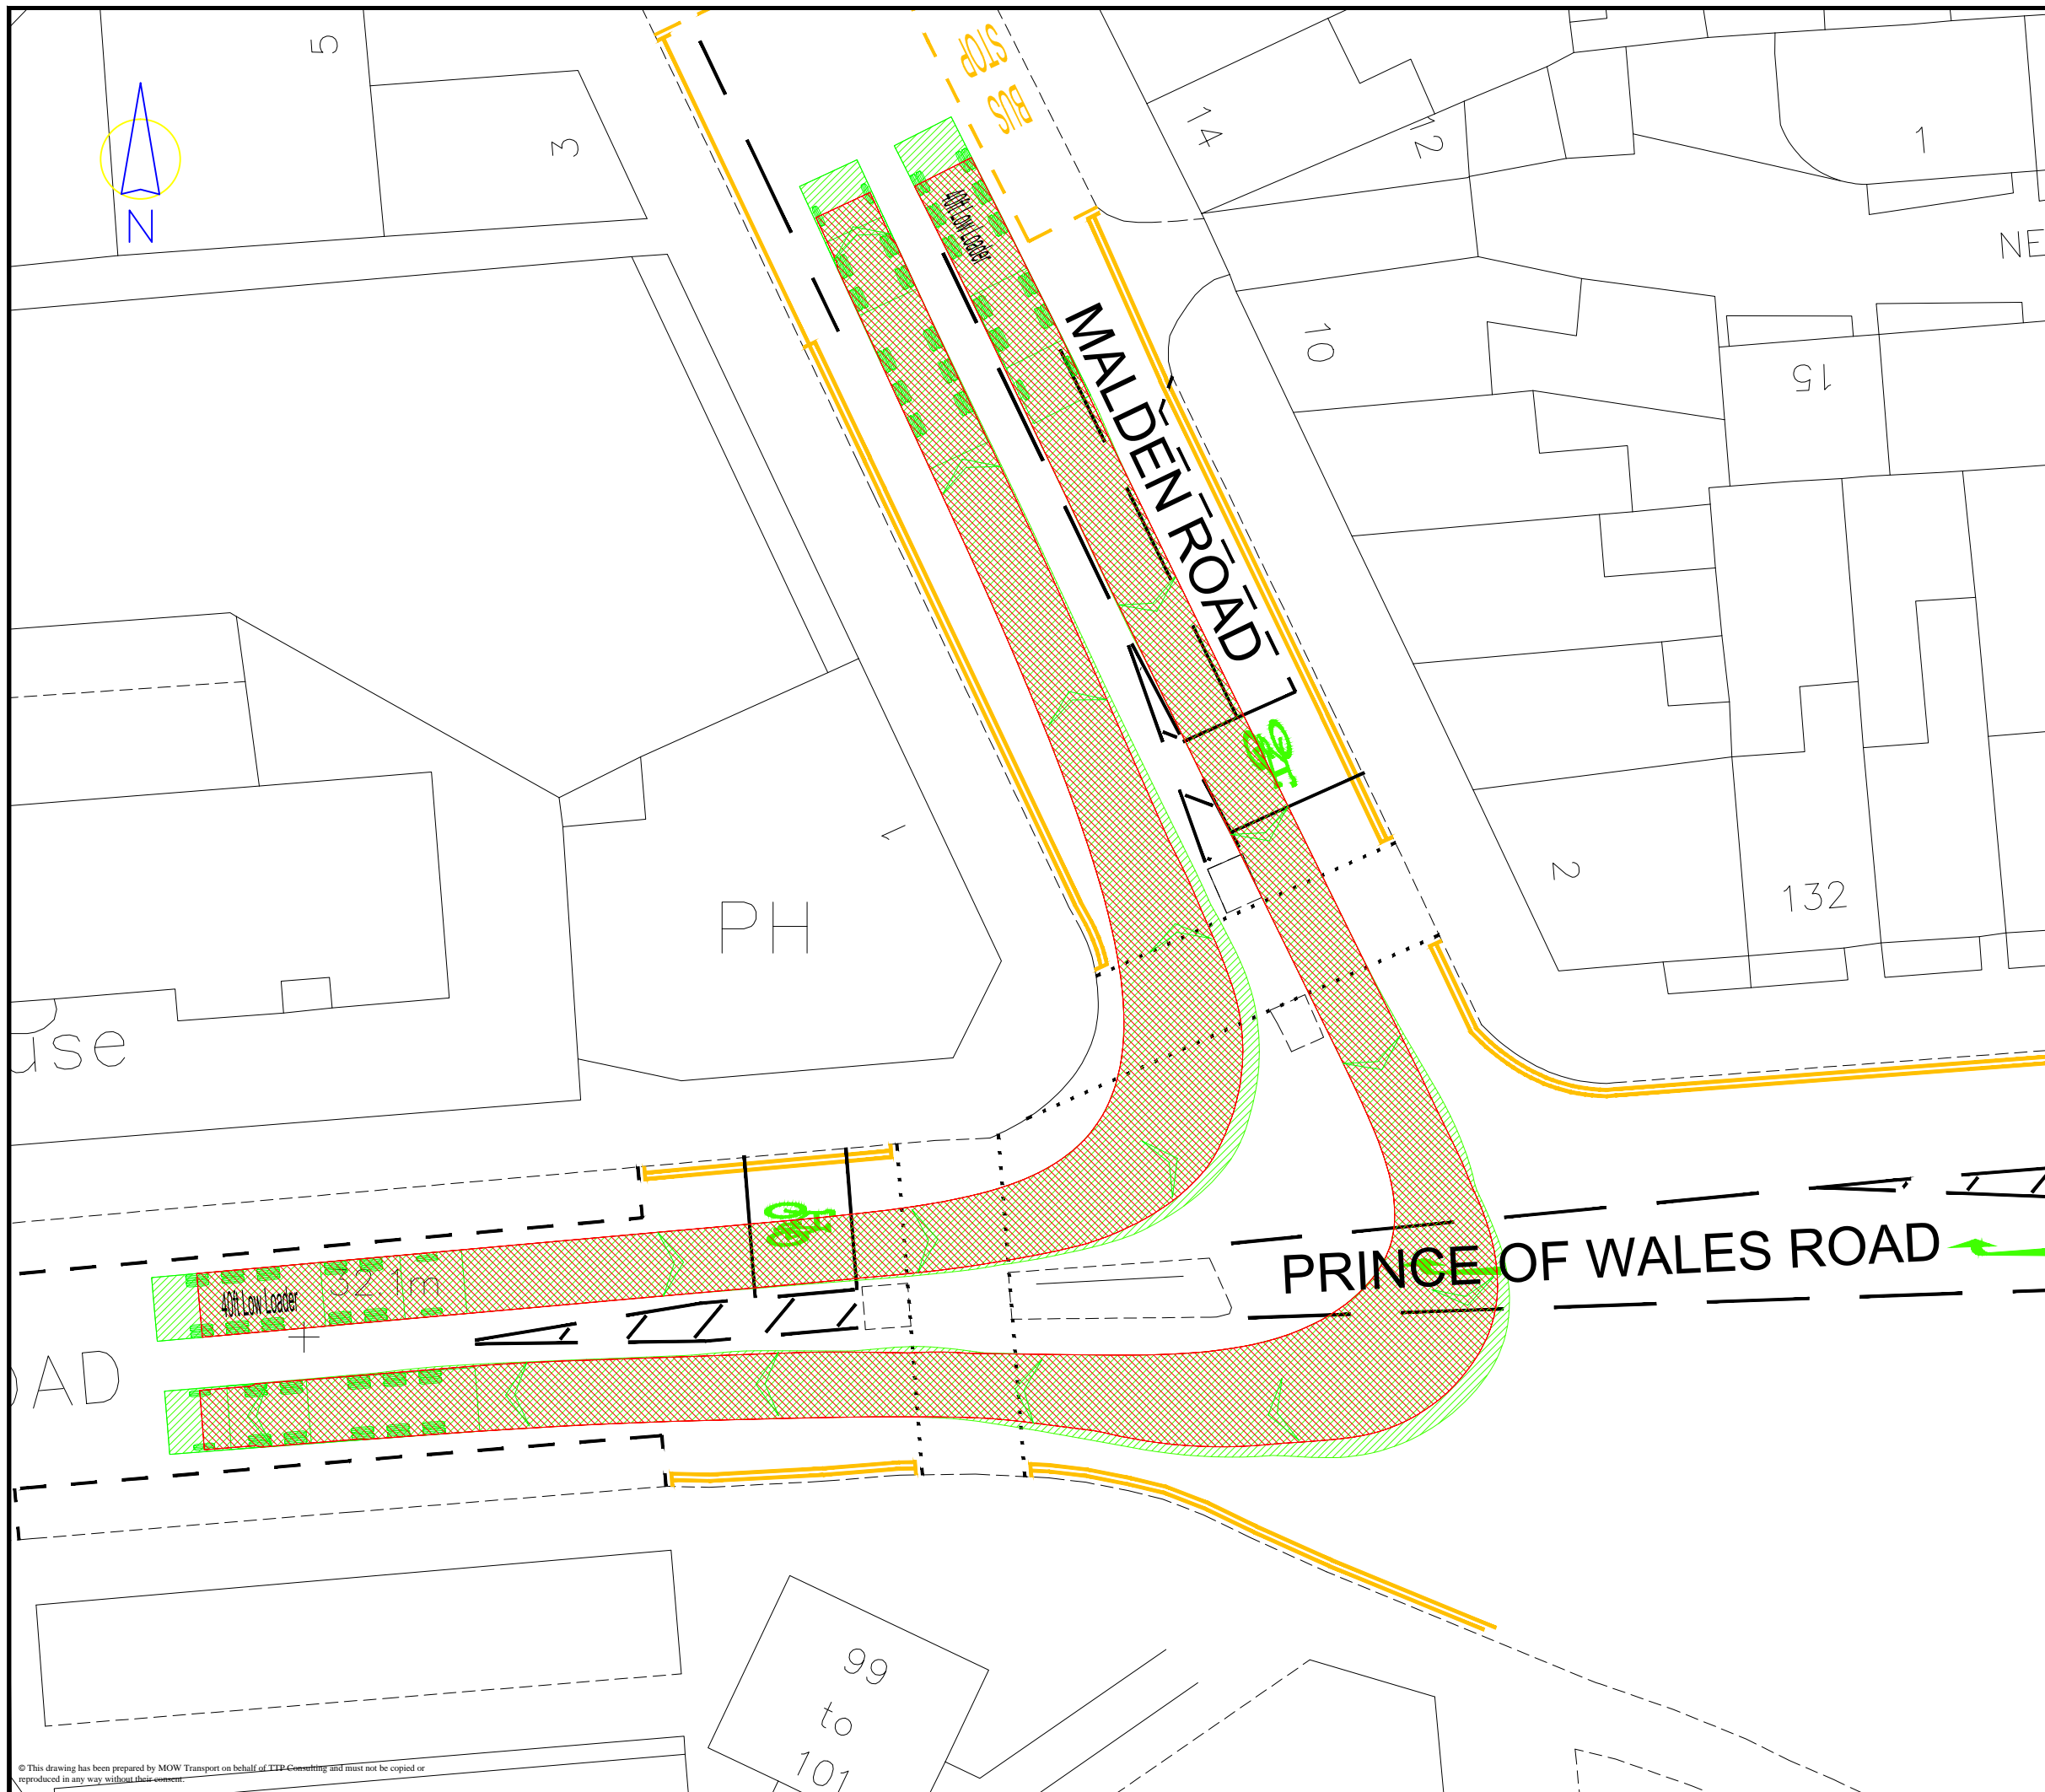 5
3
N
STOP
BUS
14
12
1
NE
40ft Low Loader
MALDEN ROAD
10
15
1
PH
2
132
use
PRINCE OF WALES ROAD
32.1m
40ft Low Loader
OAD
99
to
101
© This drawing has been prepared by MOW Transport on behalf of TTP Consulting and must not be copied or
reproduced in any way without their consent.